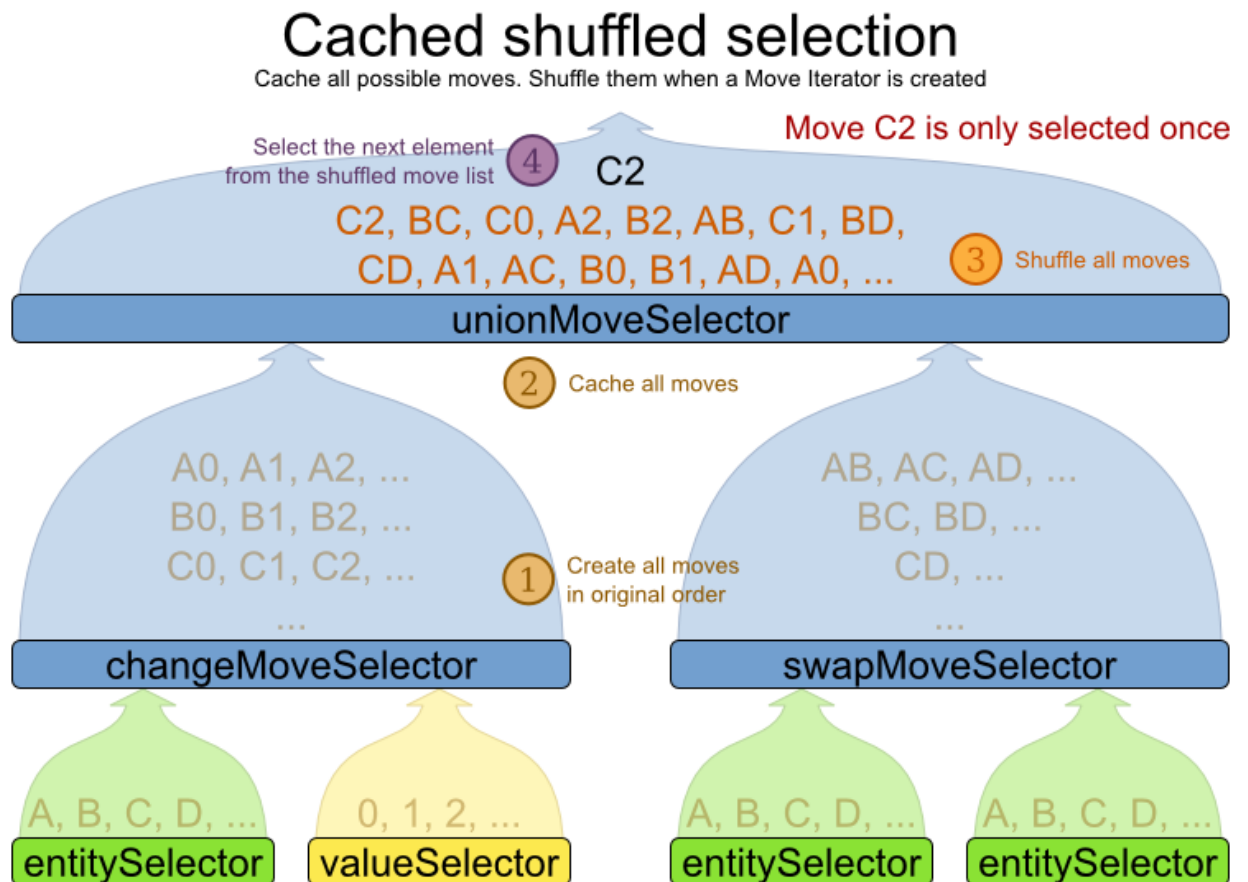 Cached shuffled selection
Cache all possible moves. Shuffle them when a Move Iterator is created
Move C2 is only selected once
Select the next element
from the shuffled move list
4
C2
C2, BC, C0, A2, B2, AB, C1, BD,
CD, A1, AC, B0, B1, AD, A0, ...
3
Shuffle all moves
unionMoveSelector
2
Cache all moves
A0, A1, A2, ...
B0, B1, B2, ...
C0, C1, C2, ...
...
1
Create all moves
in original order
AB, AC, AD, ...
BC, BD, ...
CD, ...
...
changeMoveSelector
swapMoveSelector
A, B, C, D, ...
0, 1, 2, ...
A, B, C, D, ...
A, B, C, D, ...
entitySelector
valueSelector
entitySelector
entitySelector